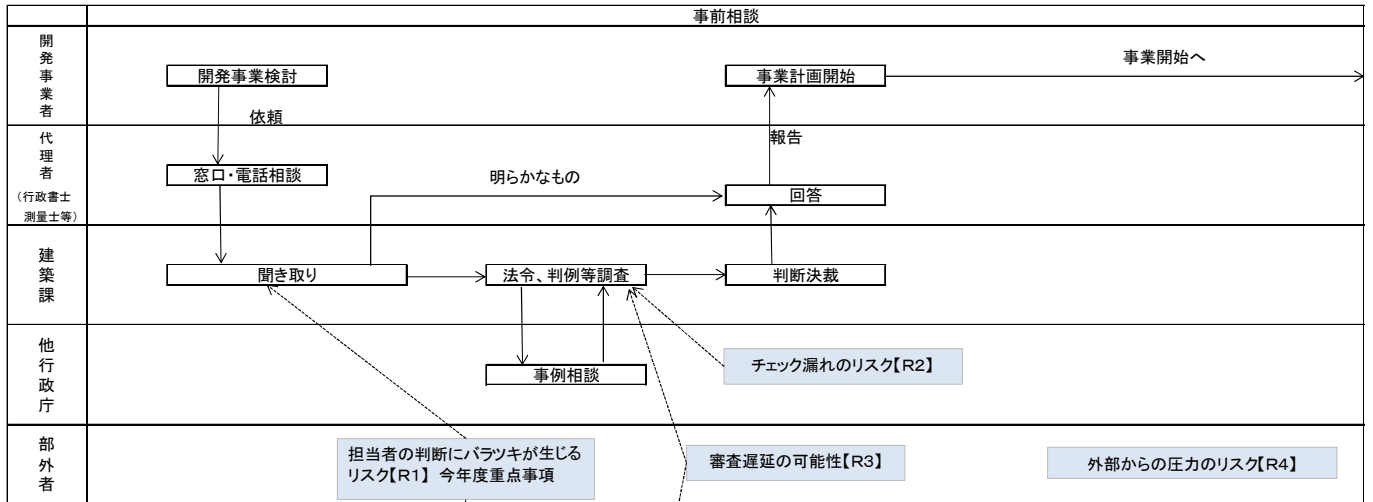 事前相談
開発事業者
開発事業検討
事業計画開始
事業開始へ
依頼
報告
代理者
(行政書士
測量士等)
窓口・電話相談
明らかなもの
回答
建築課
聞き取り
法令、判例等調査
判断決裁
他行政庁
事例相談
チェック漏れのリスク【R2】
部外者
担当者の判断にバラツキが生じる
リスク【R1】 今年度重点事項
審査遅延の可能性【R3】
外部からの圧力のリスク【R4】